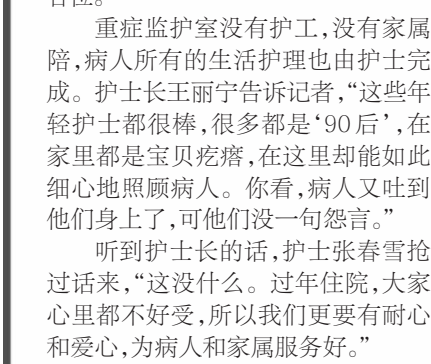 重症监护室没有护工,没有家属
陪,病人所有的生活护理也由护士完
成。护士长王丽宁告诉记者,“这些年
轻护士都很棒,很多都是‘90后’,在
家里都是宝贝疙瘩,在这里却能如此
细心地照顾病人。你看,病人又吐到
他们身上了,可他们没一句怨言。”
听到护士长的话,护士张春雪抢
过话来,“这没什么。过年住院,大家
心里都不好受,所以我们更要有耐心
和爱心,为病人和家属服务好。”